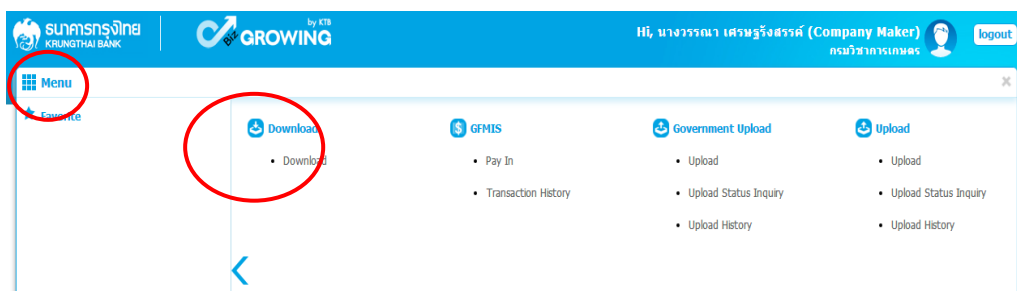 ธนาคารกรุงไทย
KRUNGTHAI BANK
Biz GROWING by KTB
Hi, นางวรรณา เศรษฐรังสรรค์ (Company Maker)
กรมวิชาการเกษตร
logout
Menu
Favorite
Download
• Download
GFMIS
• Pay In
• Transaction History
Government Upload
• Upload
• Upload Status Inquiry
• Upload History
Upload
• Upload
• Upload Status Inquiry
• Upload History